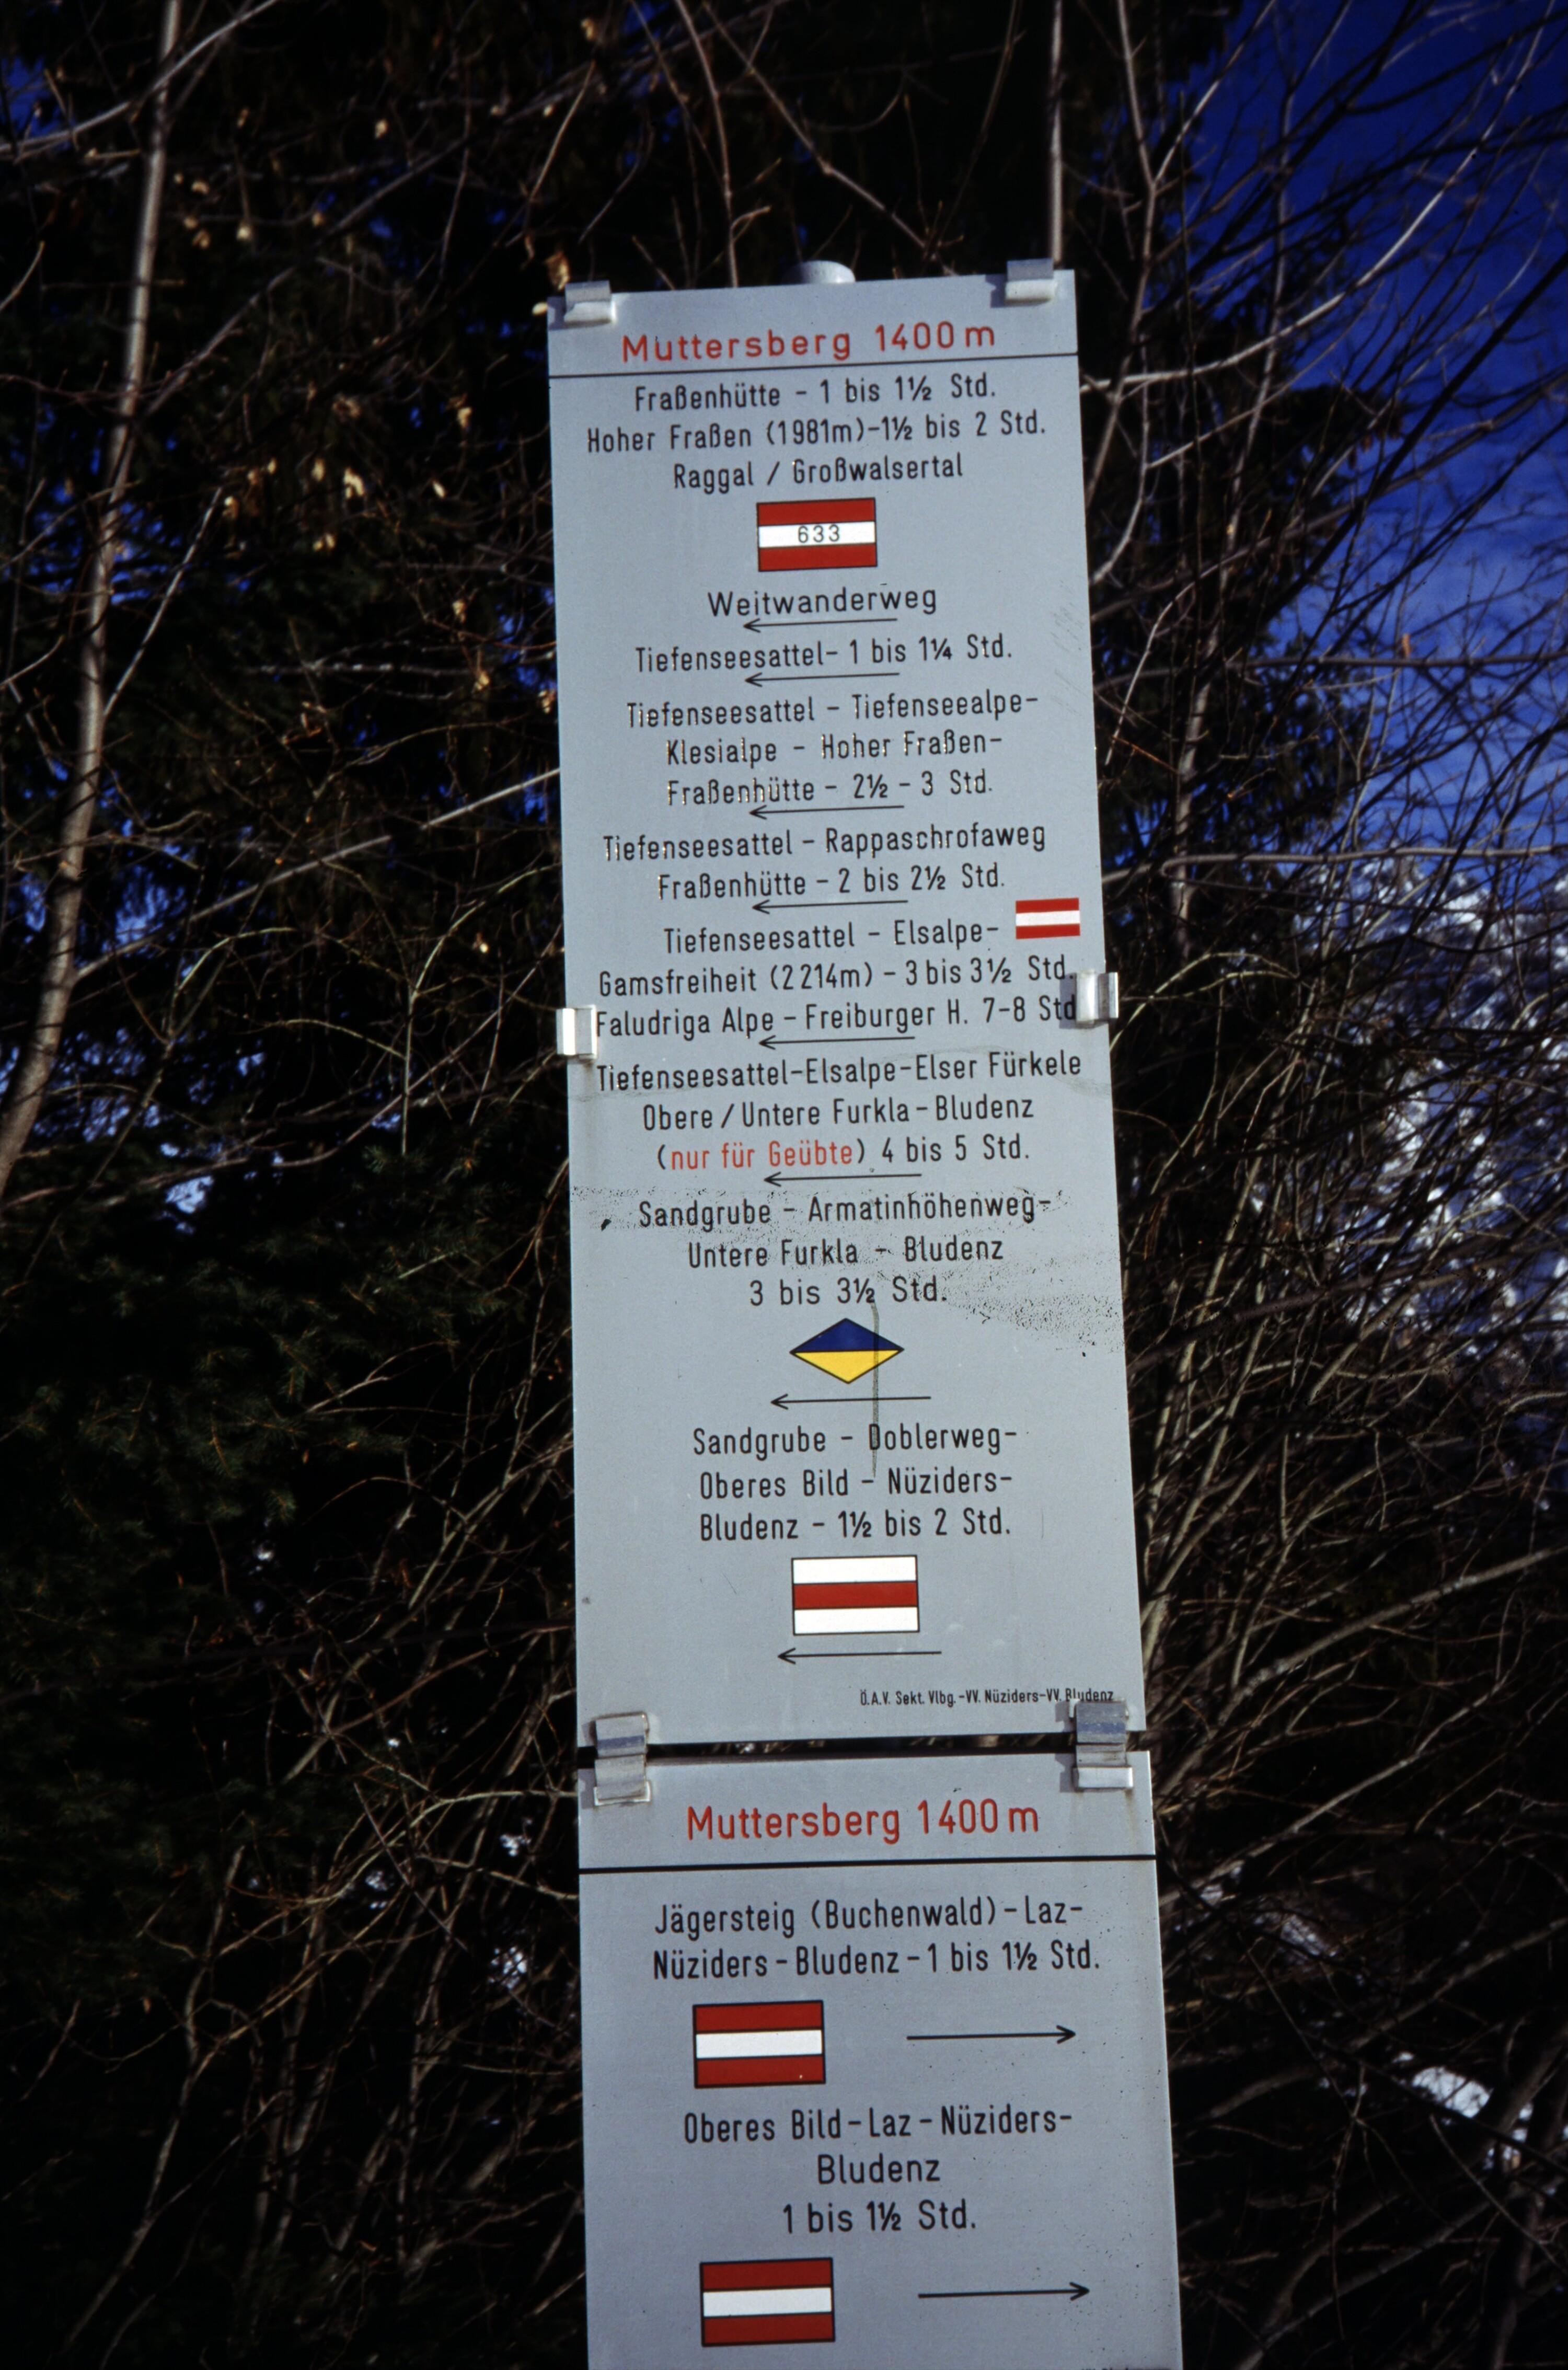 Muttersberg 1400 m
Fraßenhütte - 1 bis 1½ Std.
Hoher Fraßen (1981m)-1½ bis 2 Std.
Raggal / Großwalsertal
633
Weitwanderweg
Tiefenseesattel- 1 bis 1¼ Std.
Tiefenseesattel - Tiefenseealpe-
Klesialpe - Hoher Fraßen-
Fraßenhütte - 2½ - 3 Std.
Tiefenseesattel - Rappaschrofaweg
Fraßenhütte - 2 bis 2½ Std.
Tiefenseesattel - Elsalpe-
Gamsfreiheit (2214m) - 3 bis 3½ Std.
Faludriga Alpe - Freiburger H. 7-8 Std
Tiefenseesattel-Elsalpe-Elser Fürkele
Obere / Untere Furkla - Bludenz
(nur für Geübte) 4 bis 5 Std.
Sandgrube - Armatinhöhenweg-
Untere Furkla - Bludenz
3 bis 3½ Std.
Sandgrube - Doblerweg-
Oberes Bild - Nüziders-
Bludenz - 1½ bis 2 Std.
Ö.A.V. Sekt. Vlbg.-VV. Nüziders-VV. Bludenz
Muttersberg 1400 m
Jägersteig (Buchenwald) - Laz-
Nüziders - Bludenz - 1 bis 1½ Std.
Oberes Bild - Laz - Nüziders-
Bludenz
1 bis 1½ Std.